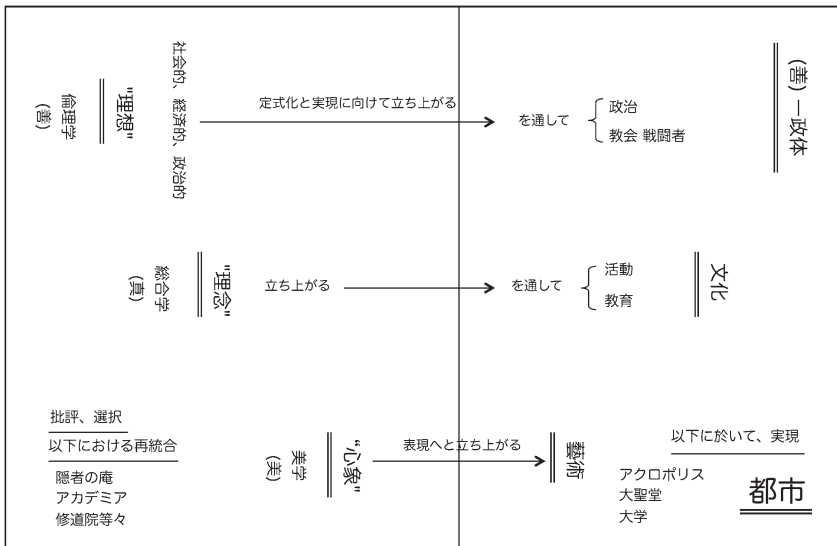 社会的、経済的、政治的
"理想"
倫理学
(善)
定式化と実現に向けて立ち上がる
を通して
政治
教会 戦闘者
(善)―政体
"理念"
総合学
(真)
立ち上がる
を通して
活動
教育
文化
批評、選択
以下における再統合
隠者の庵
アカデミア
修道院等々
"心象"
美学
(美)
表現へと立ち上がる
藝術
以下に於いて、実現
アクロポリス
大聖堂
大学
都市